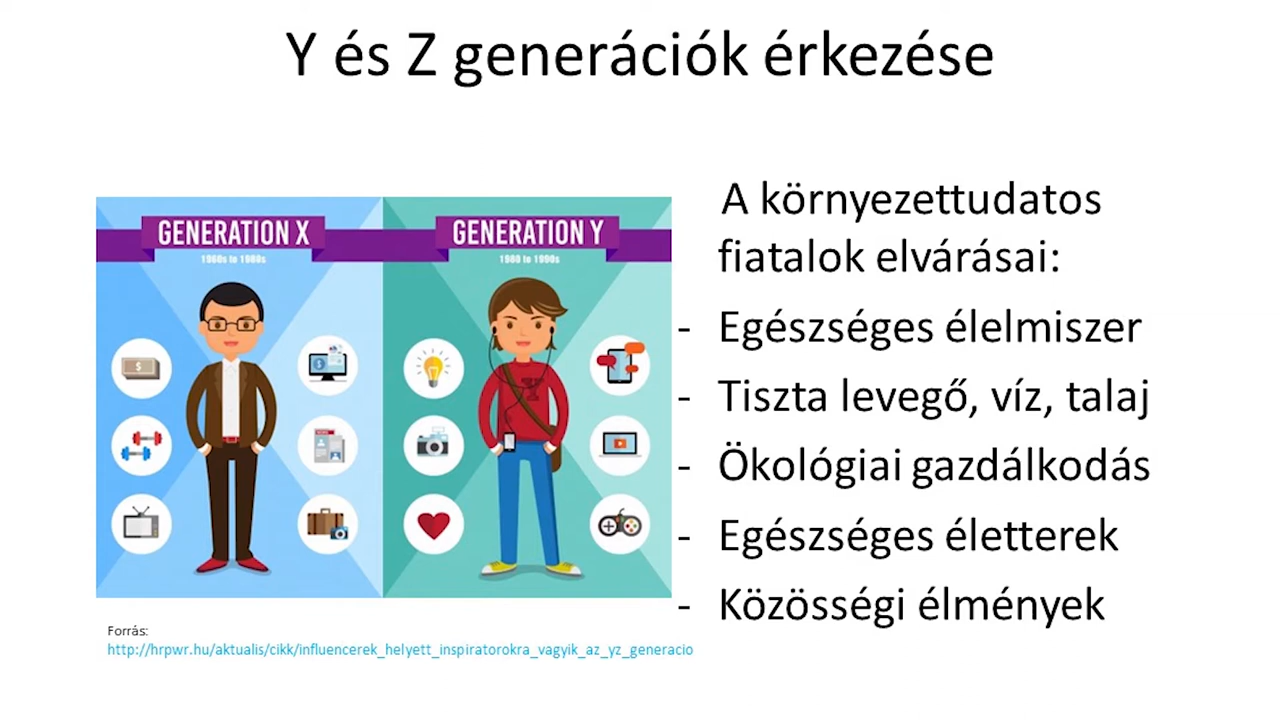 Y és Z generációk érkezése
GENERATION X
1960s to 1980s
GENERATION Y
1980 to 1990s
A környezettudatos
fiatalok elvárásai:
- Egészséges élelmiszer
- Tiszta levegő, víz, talaj
- Ökológiai gazdálkodás
- Egészséges életterek
- Közösségi élmények
Forrás:
http://hrpwr.hu/aktualis/cikk/influencerek_helyett_inspiratorokra_vagyik_az_yz_generacio